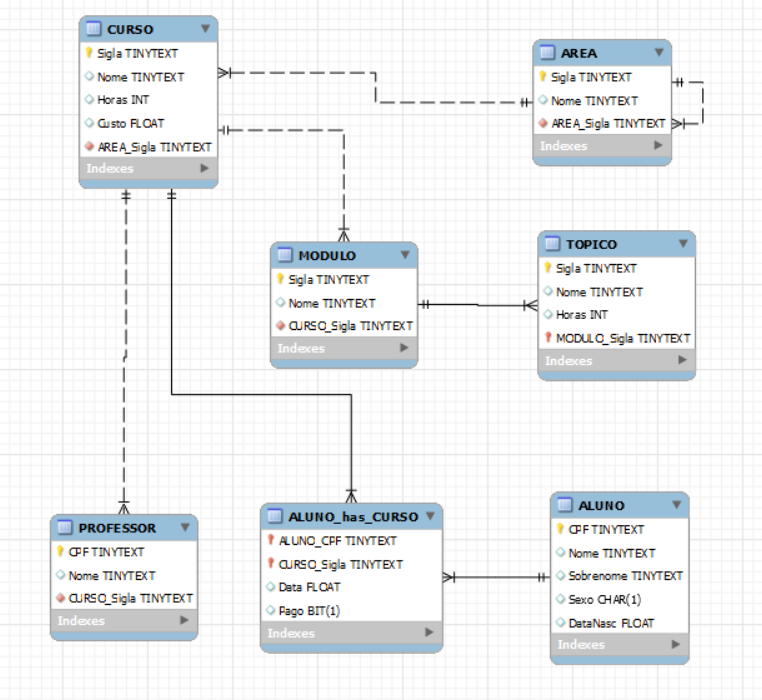 CURSO
Sigla TINYTEXT
Nome TINYTEXT
Horas INT
Custo FLOAT
AREA_Sigla TINYTEXT
Indexes
AREA
Sigla TINYTEXT
Nome TINYTEXT
AREA_Sigla TINYTEXT
Indexes
MODULO
Sigla TINYTEXT
Nome TINYTEXT
CURSO_Sigla TINYTEXT
Indexes
TOPICO
Sigla TINYTEXT
Nome TINYTEXT
Horas INT
MODULO_Sigla TINYTEXT
Indexes
PROFESSOR
CPF TINYTEXT
Nome TINYTEXT
CURSO_Sigla TINYTEXT
Indexes
ALUNO_has_CURSO
ALUNO_CPF TINYTEXT
CURSO_Sigla TINYTEXT
Data FLOAT
Pago BIT(1)
Indexes
ALUNO
CPF TINYTEXT
Nome TINYTEXT
Sobrenome TINYTEXT
Sexo CHAR(1)
DataNasc FLOAT
Indexes